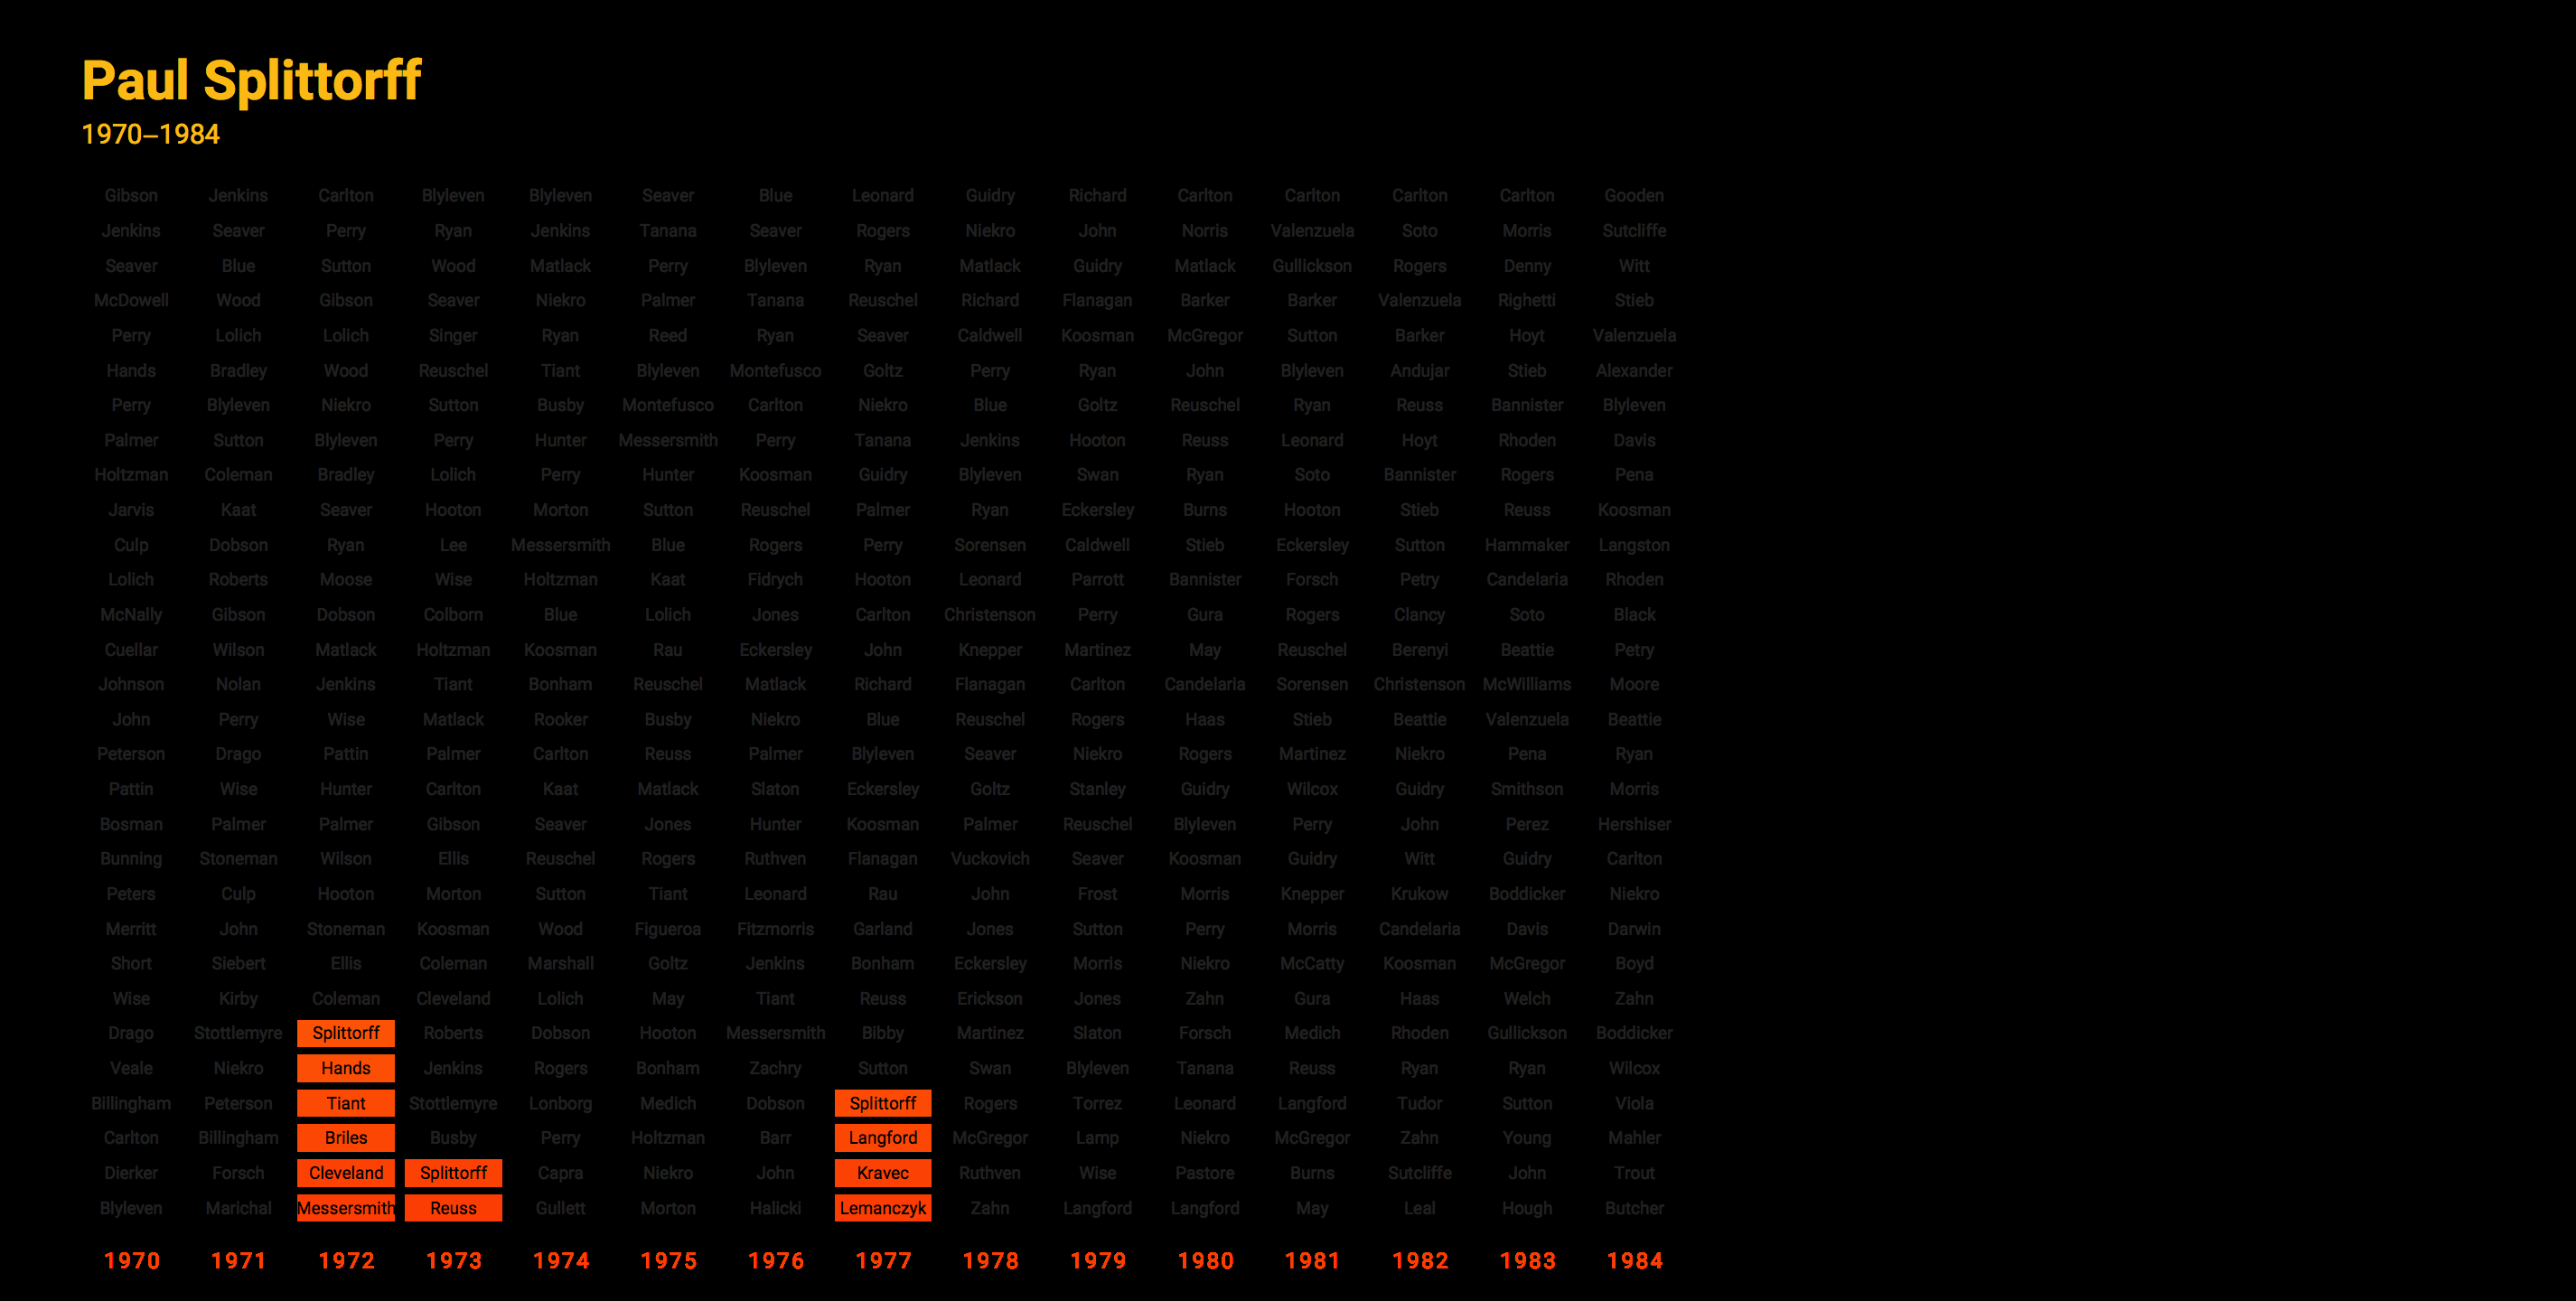 Paul Splittorff
1970–1984
Gibson Jenkins Carlton Blyleven Blyleven Seaver Blue Leonard Guidry Richard Carlton Carlton Carlton Carlton Gooden
Jenkins Seaver Perry Ryan Jenkins Tanana Seaver Rogers Niekro John Norris Valenzuela Soto Morris Sutcliffe
Seaver Blue Sutton Wood Matlack Perry Blyleven Ryan Matlack Guidry Matlack Gullickson Rogers Denny Witt
McDowell Wood Gibson Seaver Niekro Palmer Tanana Reuschel Richard Flanagan Barker Barker Valenzuela Righetti Stieb
Perry Lolich Lolich Singer Ryan Reed Ryan Seaver Caldwell Koosman McGregor Sutton Barker Hoyt Valenzuela
Hands Bradley Wood Reuschel Tiant Blyleven Montefusco Goltz Perry Ryan John Blyleven Andujar Stieb Alexander
Perry Blyleven Niekro Sutton Busby Montefusco Carlton Niekro Blue Goltz Reuschel Ryan Reuss Bannister Blyleven
Palmer Sutton Blyleven Perry Hunter Messersmith Perry Tanana Jenkins Hooton Reuss Leonard Hoyt Rhoden Davis
Holtzman Coleman Bradley Lolich Perry Hunter Koosman Guidry Blyleven Swan Ryan Soto Bannister Rogers Pena
Jarvis Kaat Seaver Hooton Morton Sutton Reuschel Palmer Ryan Eckersley Burns Hooton Stieb Reuss Koosman
Culp Dobson Ryan Lee Messersmith Blue Rogers Perry Sorensen Caldwell Stieb Eckersley Sutton Hammaker Langston
Lolich Roberts Moose Wise Holtzman Kaat Fidrych Hooton Leonard Parrott Bannister Forsch Petry Candelaria Rhoden
McNally Gibson Dobson Colborn Blue Lolich Jones Carlton Christenson Perry Gura Rogers Clancy Soto Black
Cuellar Wilson Matlack Holtzman Koosman Rau Eckersley John Knepper Martinez May Reuschel Berenyi Beattie Petry
Johnson Nolan Jenkins Tiant Bonham Reuschel Matlack Richard Flanagan Carlton Candelaria Sorensen Christenson McWilliams Moore
John Perry Wise Matlack Rooker Busby Niekro Blue Reuschel Rogers Haas Stieb Beattie Valenzuela Beattie
Peterson Drago Pattin Palmer Carlton Reuss Palmer Blyleven Seaver Niekro Rogers Martinez Niekro Pena Ryan
Pattin Wise Hunter Carlton Kaat Matlack Slaton Eckersley Goltz Stanley Guidry Wilcox Guidry Smithson Morris
Bosman Palmer Palmer Gibson Seaver Jones Hunter Koosman Palmer Reuschel Blyleven Perry John Perez Hershiser
Bunning Stoneman Wilson Ellis Reuschel Rogers Ruthven Flanagan Vuckovich Seaver Koosman Guidry Witt Guidry Carlton
Peters Culp Hooton Morton Sutton Tiant Leonard Rau John Frost Morris Knepper Krukow Boddicker Niekro
Merritt John Stoneman Koosman Wood Figueroa Fitzmorris Garland Jones Sutton Perry Morris Candelaria Davis Darwin
Short Siebert Ellis Coleman Marshall Goltz Jenkins Bonham Eckersley Morris Niekro McCatty Koosman McGregor Boyd
Wise Kirby Coleman Cleveland Lolich May Tiant Reuss Erickson Jones Zahn Gura Haas Welch Zahn
Drago Stottlemyre Splittorff Roberts Dobson Hooton Messersmith Bibby Martinez Slaton Forsch Medich Rhoden Gullickson Boddicker
Veale Niekro Hands Jenkins Rogers Bonham Zachry Sutton Swan Blyleven Tanana Reuss Ryan Ryan Wilcox
Billingham Peterson Tiant Stottlemyre Lonborg Medich Dobson Splittorff Rogers Torrez Leonard Langford Tudor Sutton Viola
Carlton Billingham Briles Busby Perry Holtzman Barr Langford McGregor Lamp Niekro McGregor Zahn Young Mahler
Dierker Forsch Cleveland Splittorff Capra Niekro John Kravec Ruthven Wise Pastore Burns Sutcliffe John Trout
Blyleven Marichal Messersmith Reuss Gullett Morton Halicki Lemanczyk Zahn Langford Langford May Leal Hough Butcher
1970 1971 1972 1973 1974 1975 1976 1977 1978 1979 1980 1981 1982 1983 1984